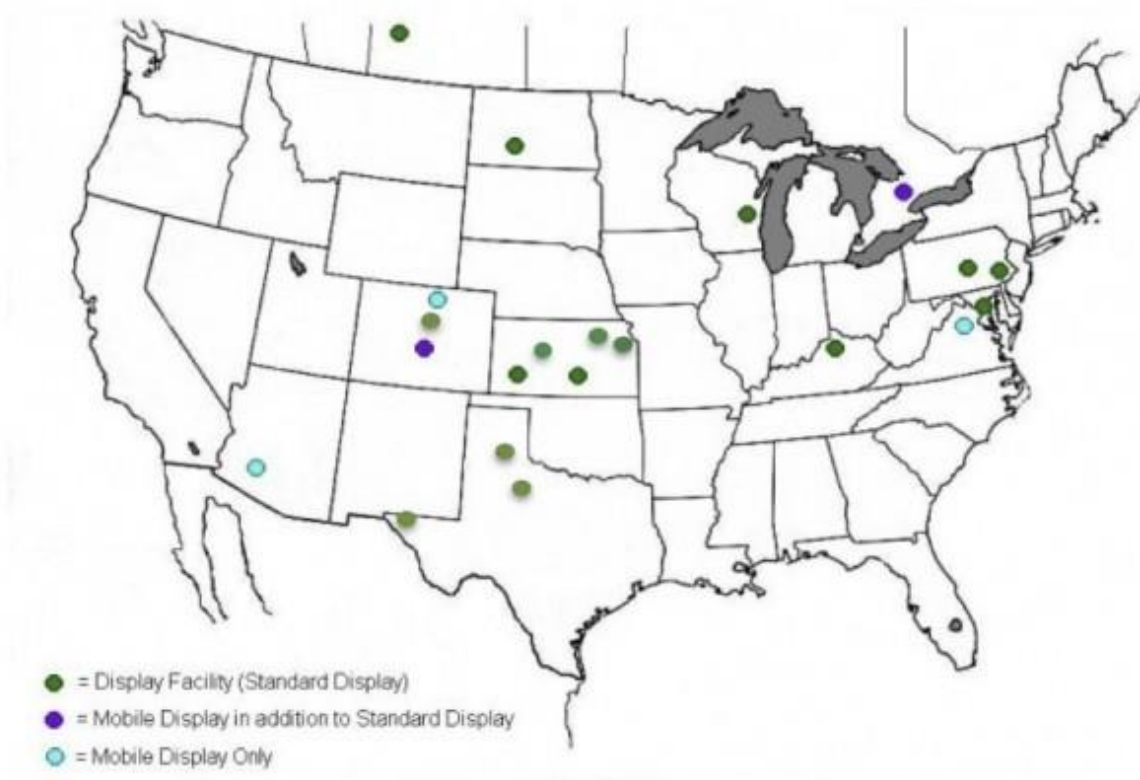 = Display Facility (Standard Display)
= Mobile Display in addition to Standard Display
= Mobile Display Only